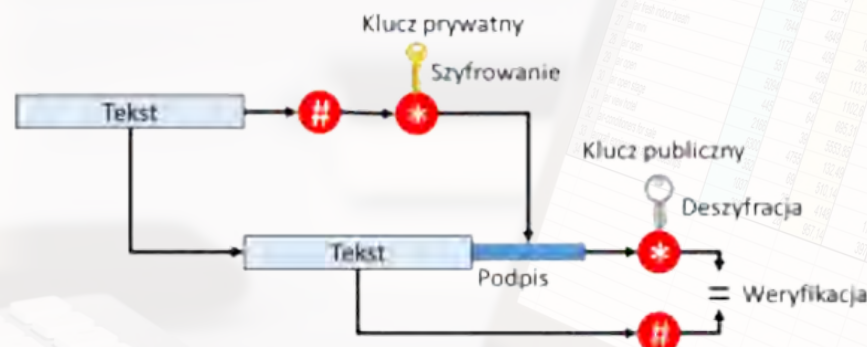 Klucz prywatny
Szyfrowanie
Tekst
#
*
Klucz publiczny
Deszyfracja
Tekst
*
Podpis
= Weryfikacja
#